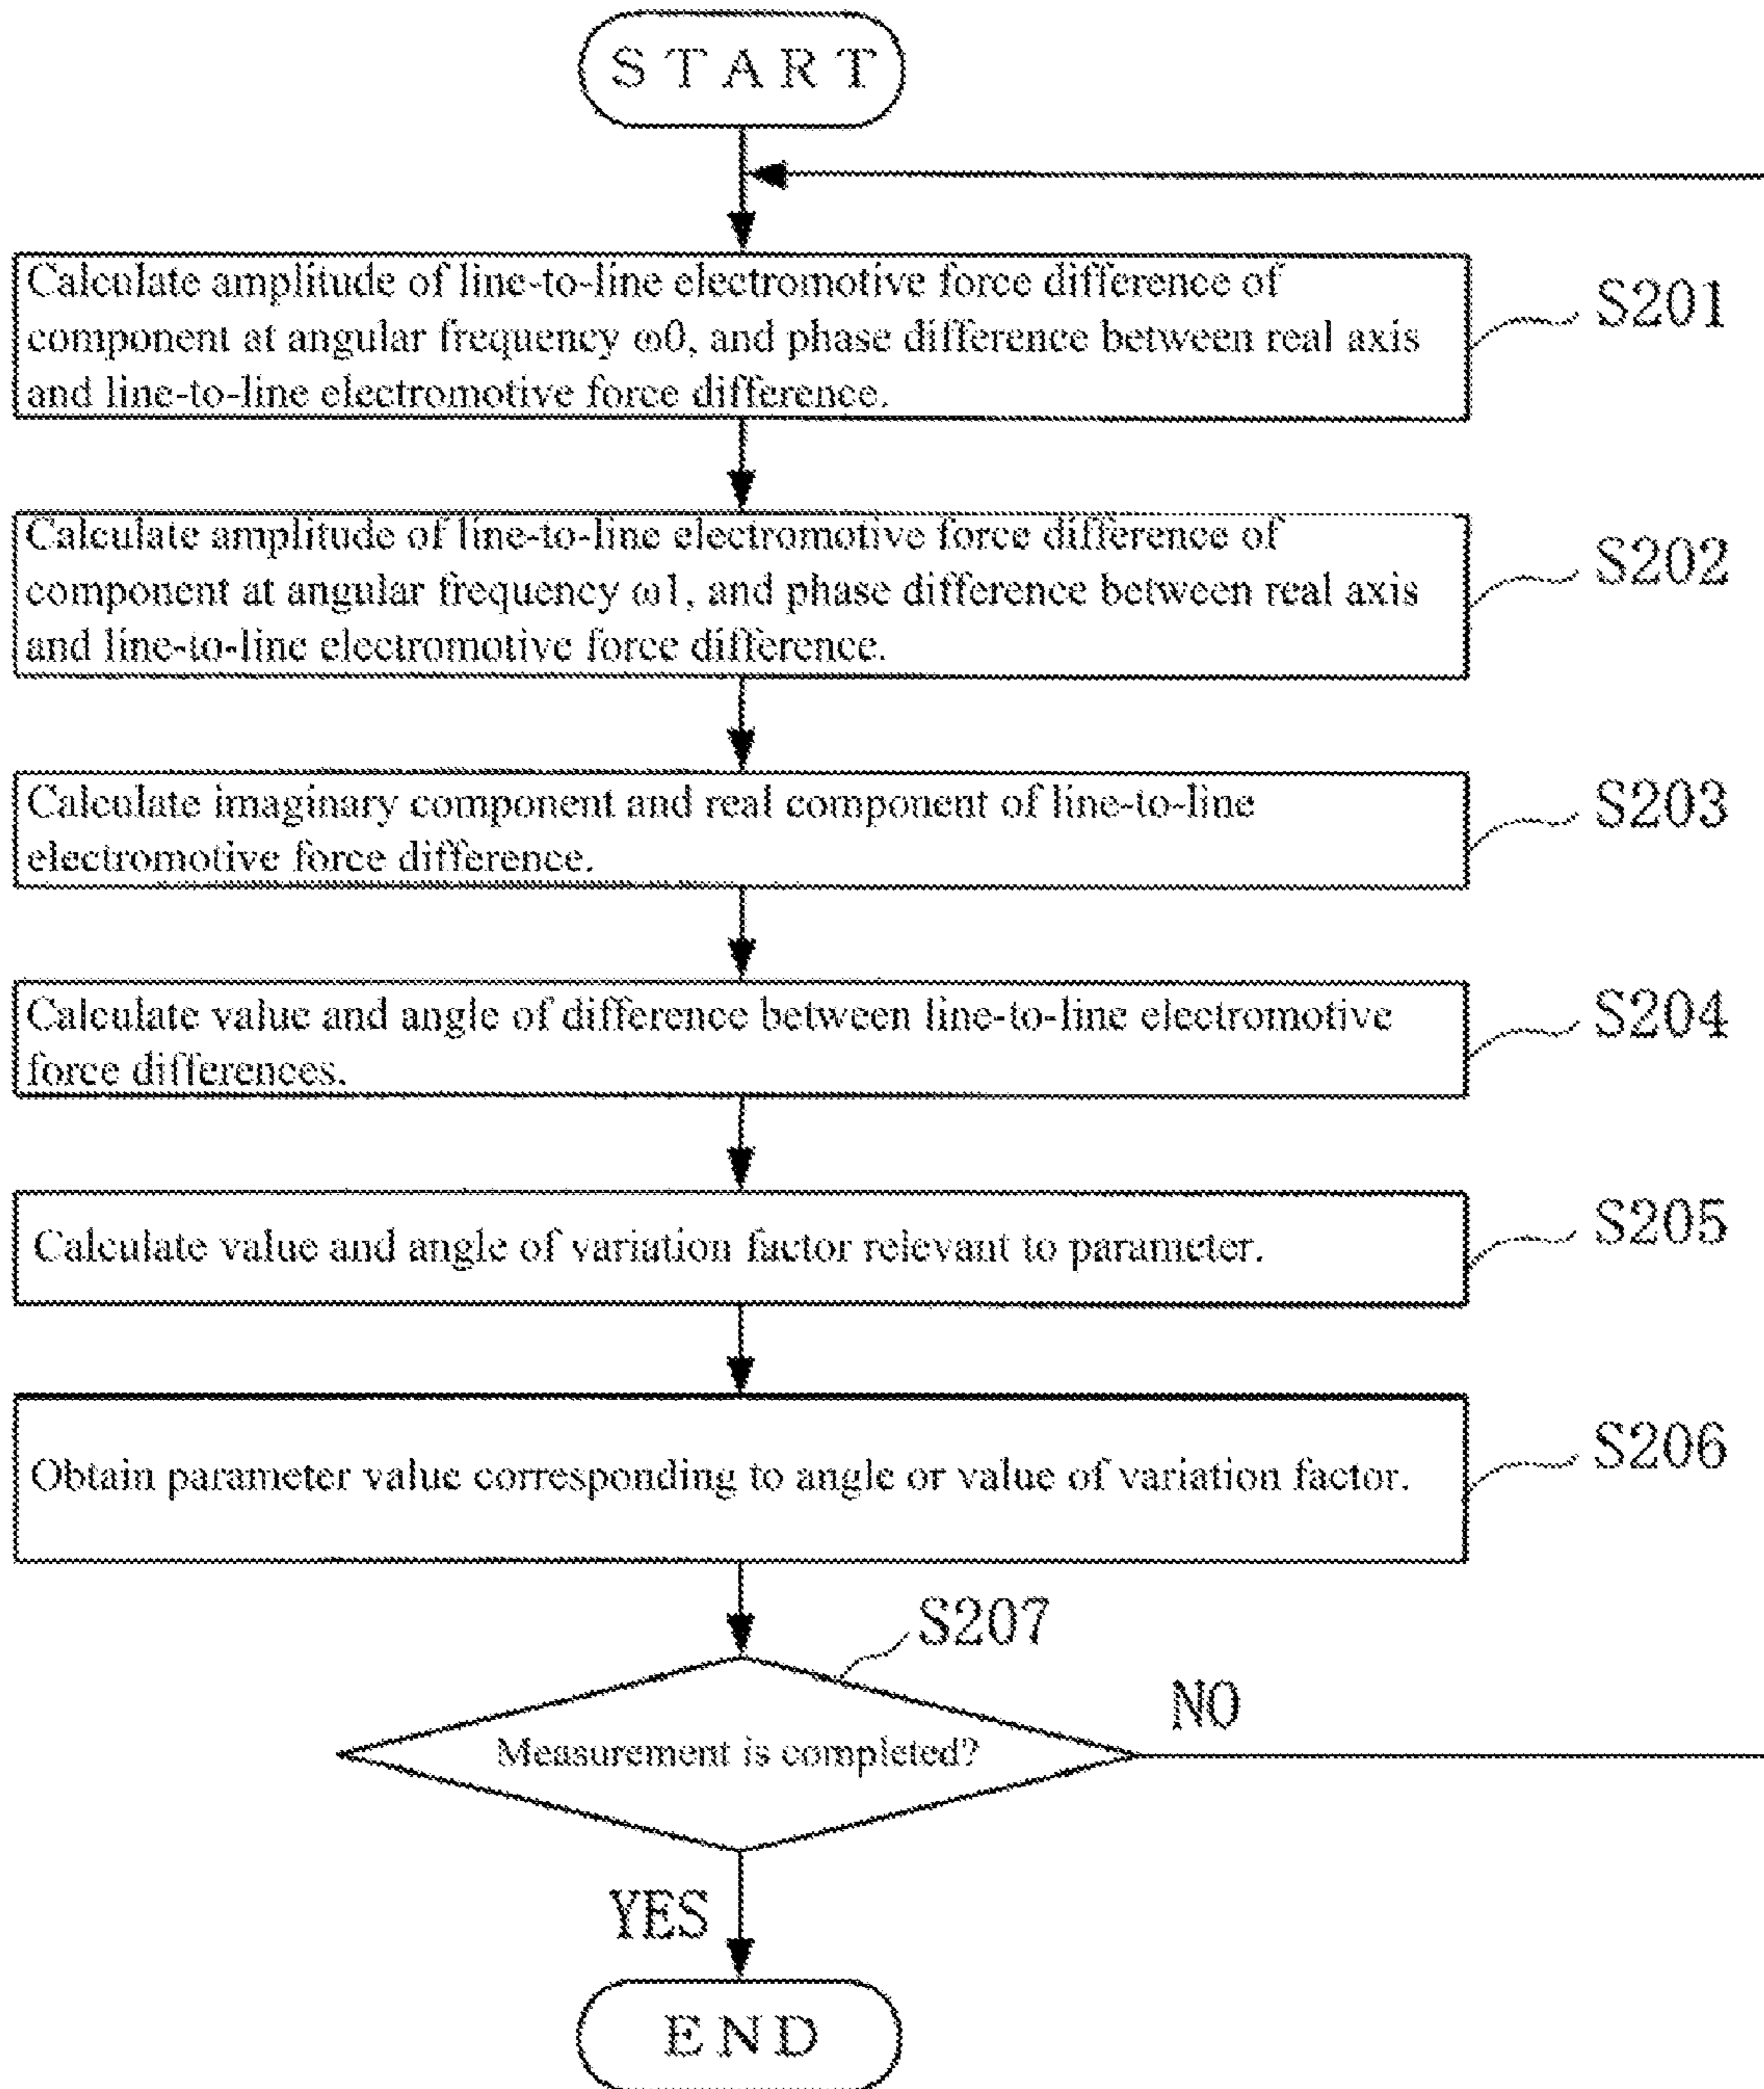 START
Calculate amplitude of line-to-line electromotive force difference of
component at angular frequency ω0, and phase difference between real axis
and line-to-line electromotive force difference.
S201
Calculate amplitude of line-to-line electromotive force difference of
component at angular frequency ω1, and phase difference between real axis
and line-to-line electromotive force difference.
S202
Calculate imaginary component and real component of line-to-line
electromotive force difference.
S203
Calculate value and angle of difference between line-to-line electromotive
force differences.
S204
Calculate value and angle of variation factor relevant to parameter.
S205
Obtain parameter value corresponding to angle or value of variation factor.
S206
S207
Measurement is completed?
NO
YES
END